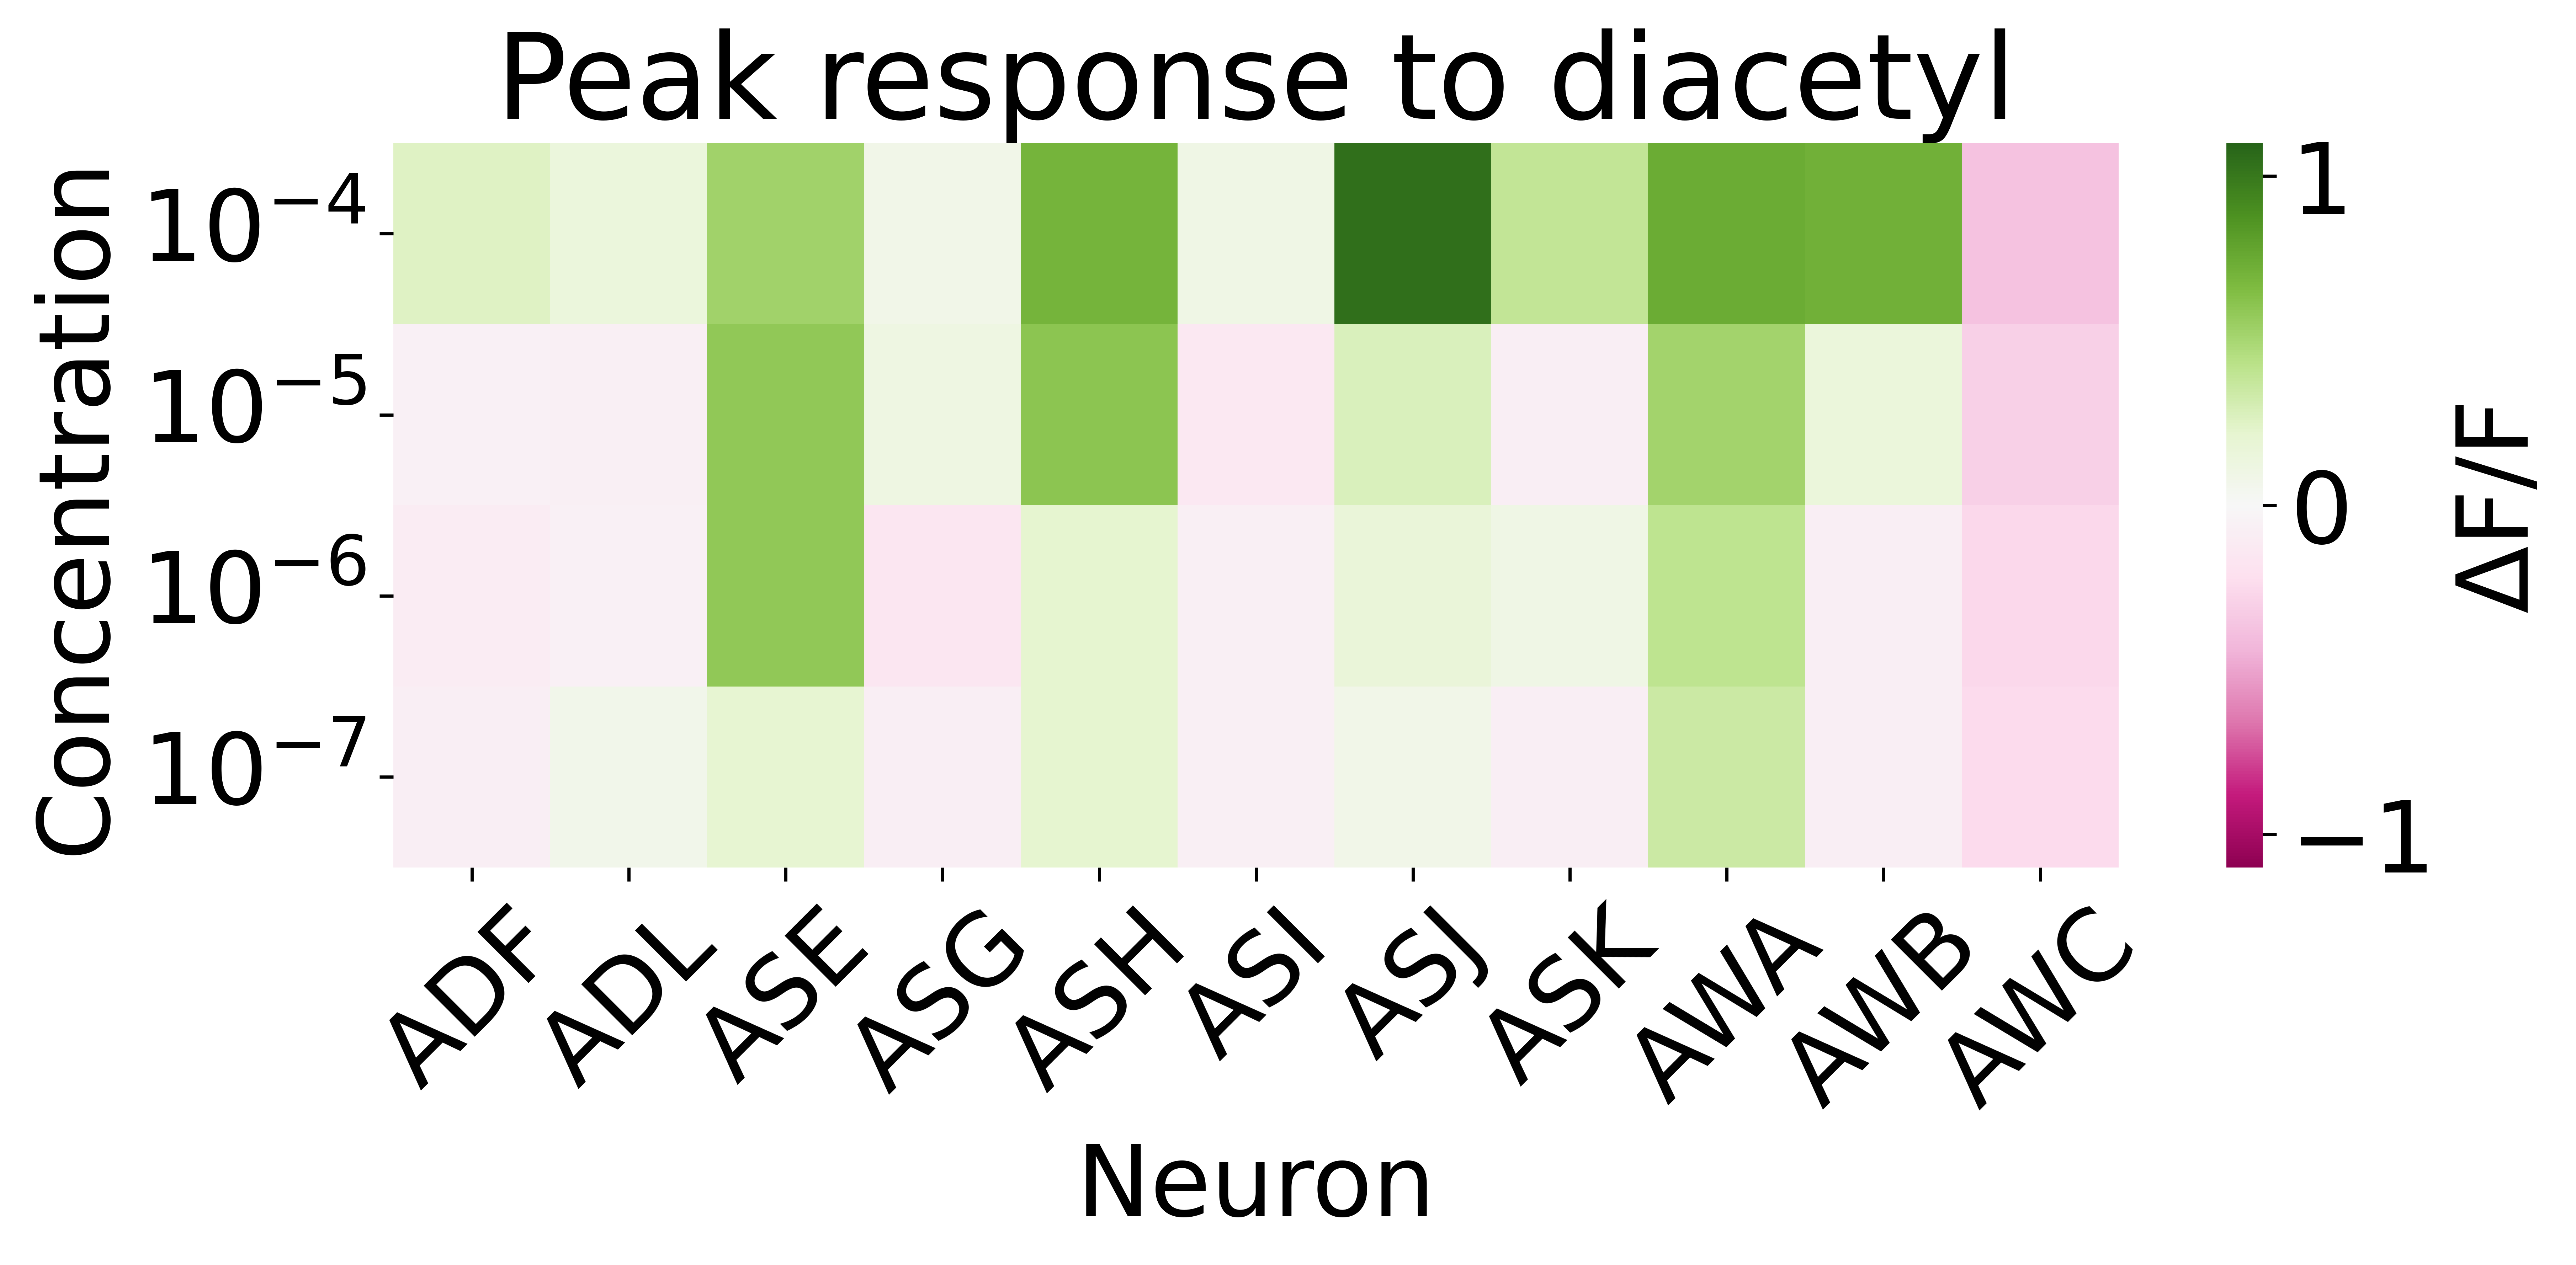 Peak response to diacetyl
Concentration
10⁻⁴
10⁻⁵
10⁻⁶
10⁻⁷
ADF ADL ASE ASG ASH ASI ASJ ASK AWA AWB AWC
Neuron
1
0
−1
ΔF/F